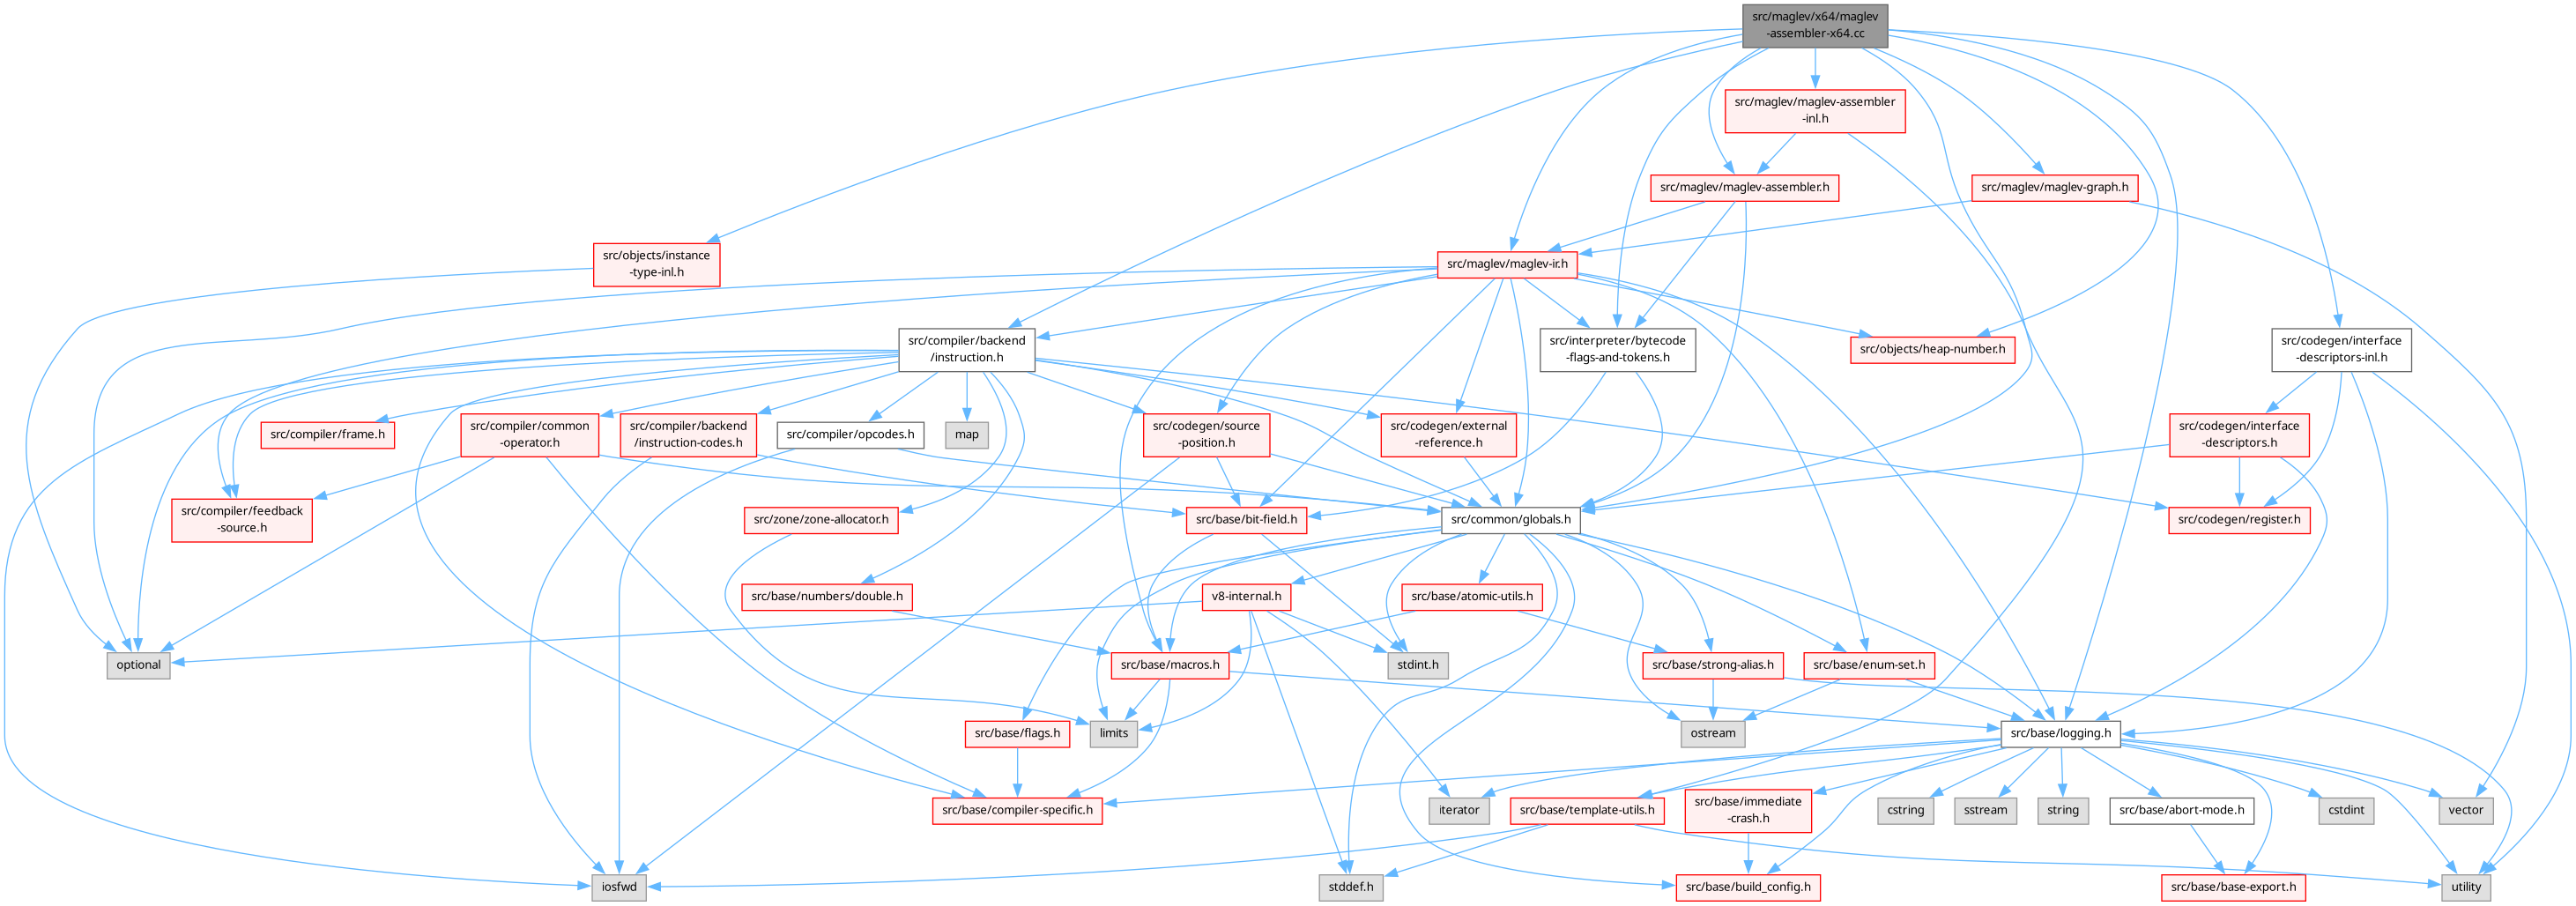 src/maglev/x64/maglev
-assembler-x64.cc
src/maglev/maglev-assembler
-inl.h
src/maglev/maglev-assembler.h
src/maglev/maglev-graph.h
src/objects/instance
-type-inl.h
src/maglev/maglev-ir.h
src/compiler/backend
/instruction.h
src/interpreter/bytecode
-flags-and-tokens.h
src/objects/heap-number.h
src/codegen/interface
-descriptors-inl.h
src/compiler/frame.h
src/compiler/common
-operator.h
src/compiler/backend
/instruction-codes.h
src/compiler/opcodes.h
map
src/codegen/source
-position.h
src/codegen/external
-reference.h
src/codegen/interface
-descriptors.h
src/compiler/feedback
-source.h
src/zone/zone-allocator.h
src/base/bit-field.h
src/common/globals.h
src/codegen/register.h
src/base/numbers/double.h
v8-internal.h
src/base/atomic-utils.h
optional
src/base/macros.h
stdint.h
src/base/strong-alias.h
src/base/enum-set.h
src/base/flags.h
limits
ostream
src/base/logging.h
src/base/compiler-specific.h
iterator
src/base/template-utils.h
src/base/immediate
-crash.h
cstring
sstream
string
src/base/abort-mode.h
cstdint
vector
iosfwd
stddef.h
src/base/build_config.h
src/base/base-export.h
utility